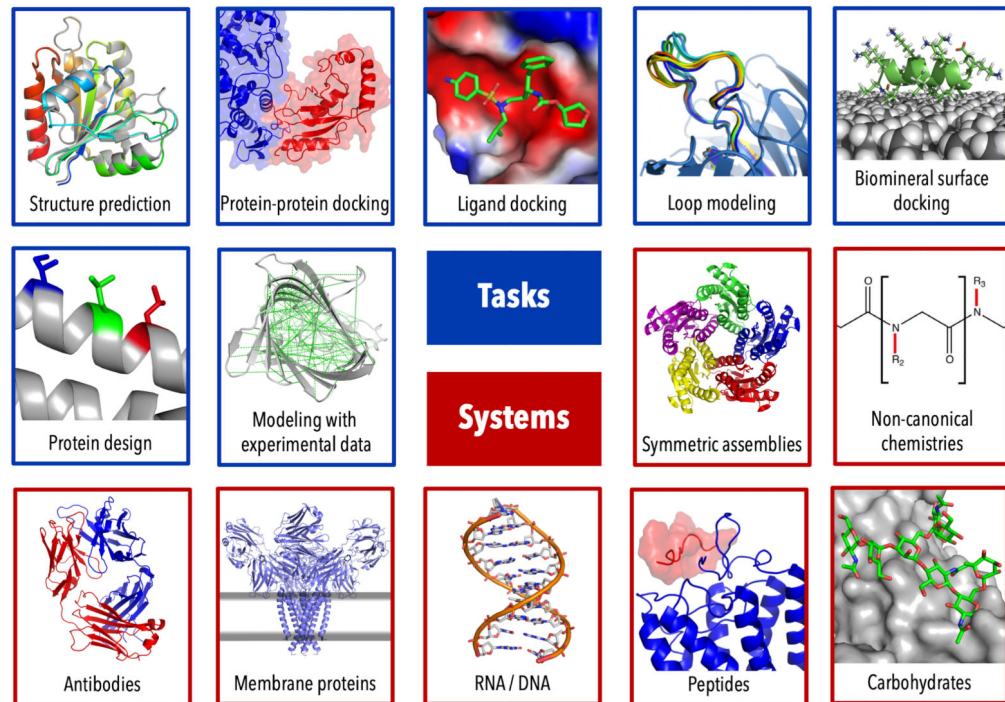 Structure prediction
Protein-protein docking
Ligand docking
Loop modeling
Biomineral surface
docking
Protein design
Modeling with
experimental data
Tasks
Systems
Symmetric assemblies
O
N
R₂
O
R₃
N
Non-canonical
chemistries
Antibodies
Membrane proteins
RNA / DNA
Peptides
Carbohydrates